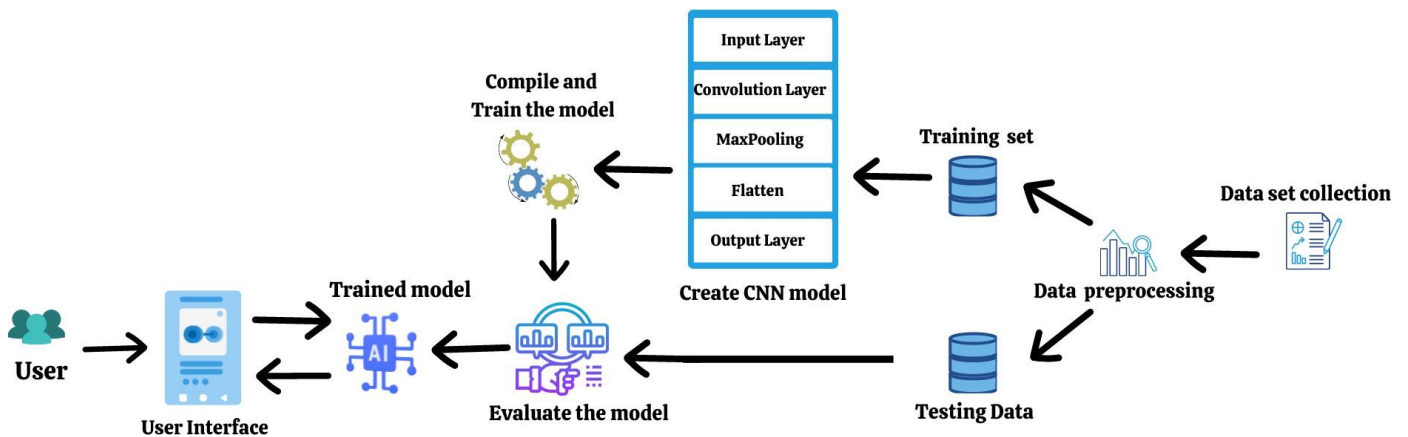 Input Layer
Convolution Layer
MaxPooling
Flatten
Output Layer
Create CNN model
Compile and
Train the model
Training set
Data set collection
Data preprocessing
Testing Data
Evaluate the model
Trained model
AI
User Interface
User